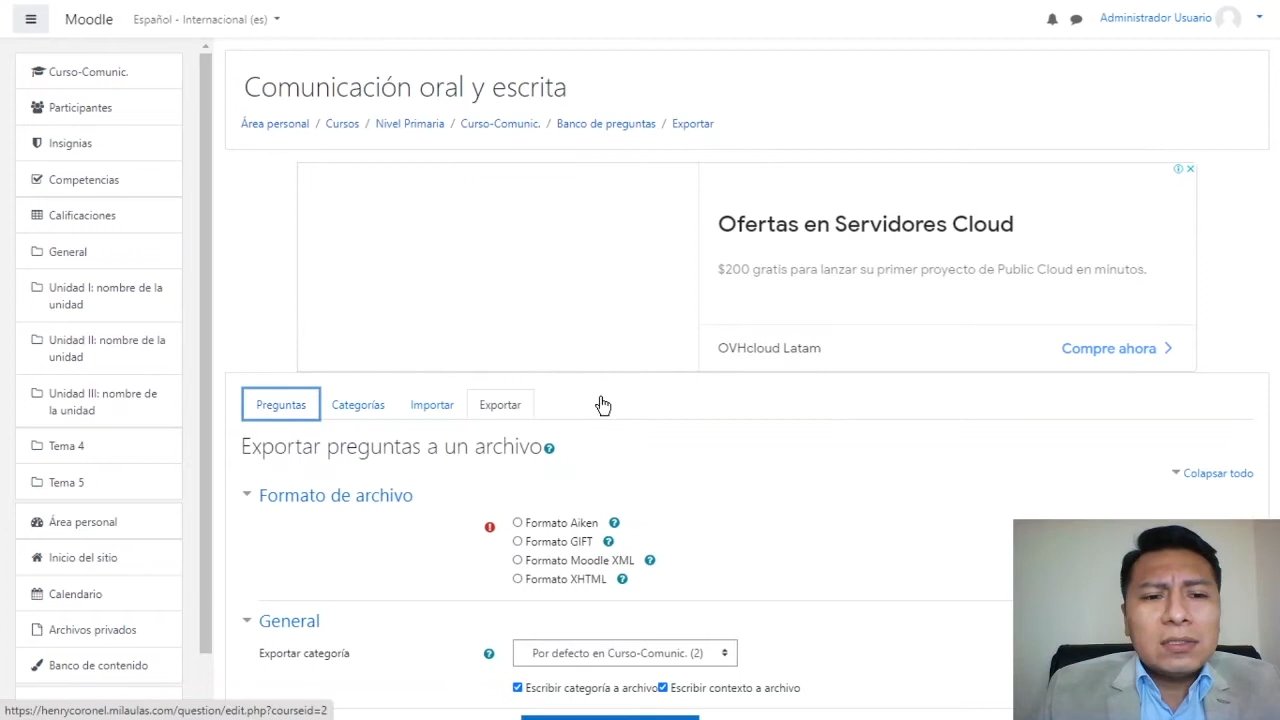 Moodle
Español - Internacional (es)
Administrador Usuario
Curso-Comunic.
Participantes
Insignias
Competencias
Calificaciones
General
Unidad I: nombre de la
unidad
Unidad II: nombre de la
unidad
Unidad III: nombre de
la unidad
Tema 4
Tema 5
Área personal
Inicio del sitio
Calendario
Archivos privados
Banco de contenido
Comunicación oral y escrita
Área personal / Cursos / Nivel Primaria / Curso-Comunic. / Banco de preguntas / Exportar
Ofertas en Servidores Cloud
$200 gratis para lanzar su primer proyecto de Public Cloud en minutos.
OVHcloud Latam
Compre ahora
Preguntas
Categorías
Importar
Exportar
Exportar preguntas a un archivo
Colapsar todo
Formato de archivo
Formato Aiken
Formato GIFT
Formato Moodle XML
Formato XHTML
General
Exportar categoría
Por defecto en Curso-Comunic. (2)
Escribir categoría a archivo
Escribir contexto a archivo
https://henrycoronel.milaulas.com/question/edit.php?courseid=2